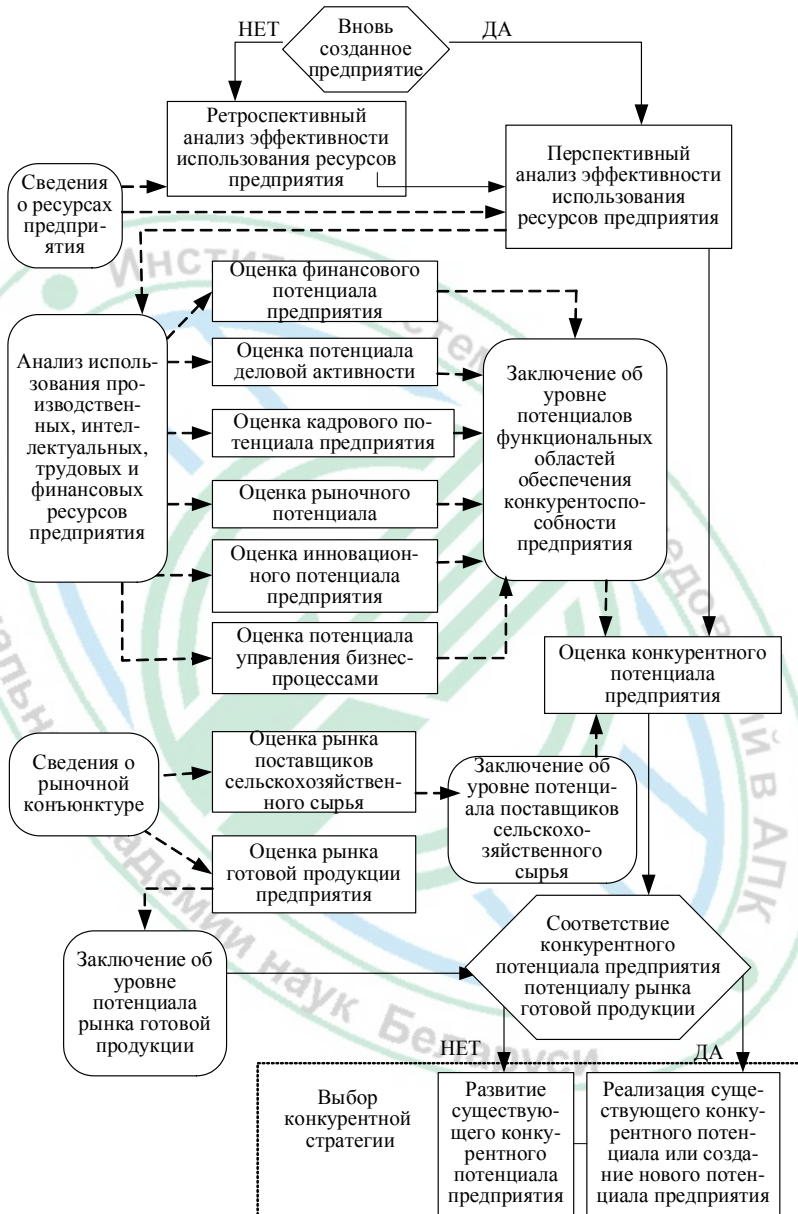 НЕТ
Вновь
созданное
предприятие
ДА
Ретроспективный
анализ эффективности
использования ресурсов
предприятия
Перспективный
анализ эффективности
использования
ресурсов предприятия
Сведения
о ресурсах
предпри-
ятия
Анализ исполь-
зования про-
изводствен-
ных, интел-
лектуальных,
трудовых и
финансовых
ресурсов
предприятия
Оценка финансового
потенциала
предприятия
Оценка потенциала
деловой активности
Оценка кадрового по-
тенциала предприятия
Оценка рыночного
потенциала
Оценка инновацион-
ного потенциала
предприятия
Оценка потенциала
управления бизнес-
процессами
Заключение об
уровне
потенциалов
функциональных
областей
обеспечения
конкурентоспо-
собности
предприятия
Оценка конкурентного
потенциала
предприятия
Сведения о
рыночной
конъюнктуре
Оценка рынка
поставщиков
сельскохозяйствен-
ного сырья
Заключение об
уровне потенци-
ала поставщиков
сельскохо-
зяйственного
сырья
Оценка рынка
готовой продукции
предприятия
Заключение об
уровне
потенциала
рынка готовой
продукции
Соответствие
конкурентного
потенциала предприятия
потенциалу рынка
готовой продукции
НЕТ
ДА
Выбор
конкурентной
стратегии
Развитие
существую-
щего конку-
рентного
потенциала
предприятия
Реализация суще-
ствующего конку-
рентного потен-
циала или созда-
ние нового потен-
циала предприятия
в АПК
наук Беларуси